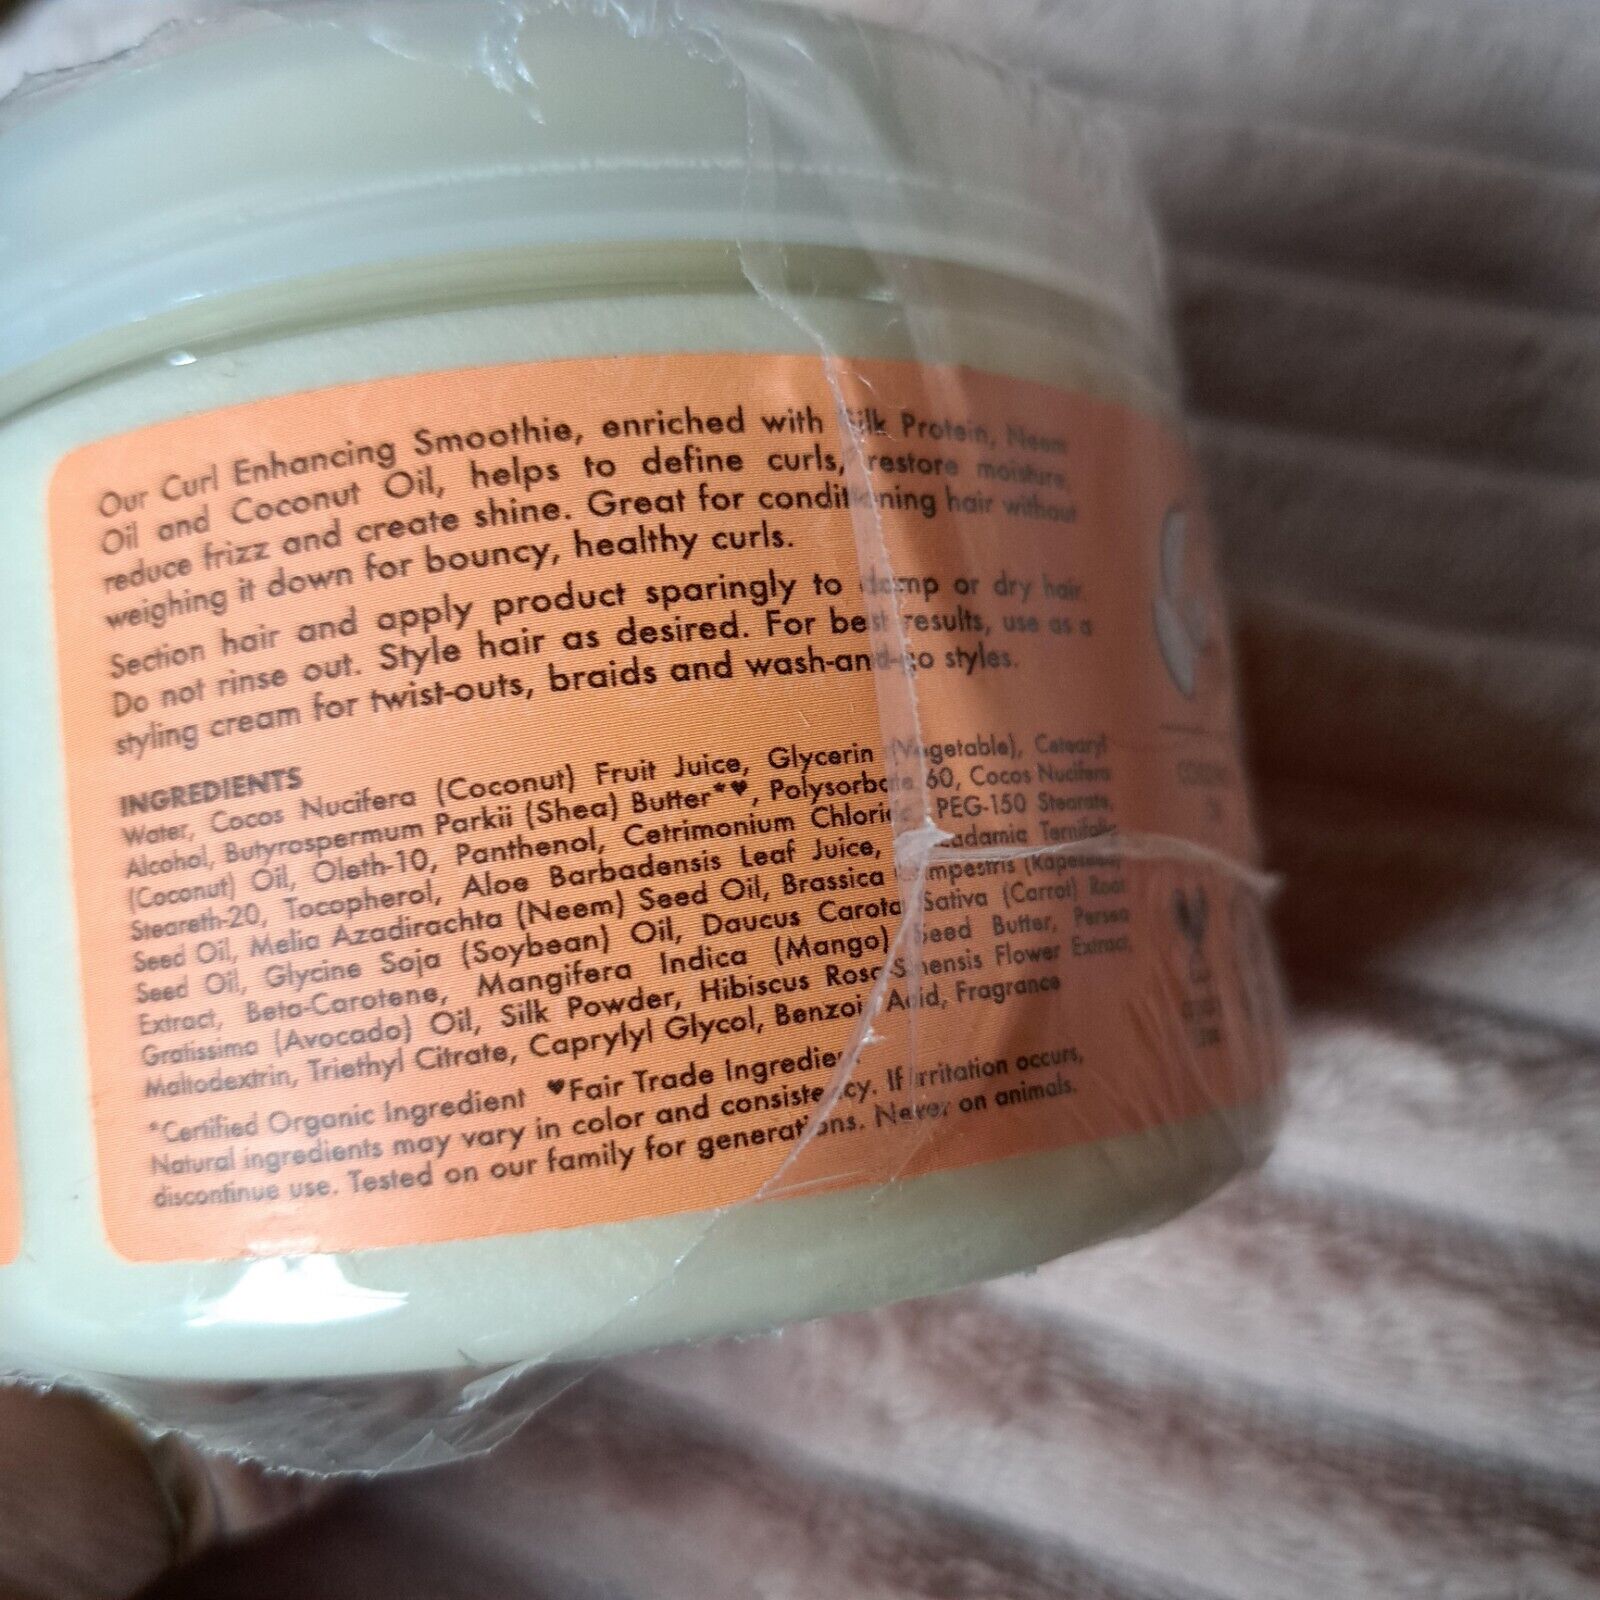 Our Curl Enhancing Smoothie, enriched with Silk Protein, Neem
Oil and Coconut Oil, helps to define curls, restore moisture,
reduce frizz and create shine. Great for conditioning hair without
weighing it down for bouncy, healthy curls.
Section hair and apply product sparingly to damp or dry hair.
Do not rinse out. Style hair as desired. For best results, use as a
styling cream for twist-outs, braids and wash-and-go styles.
INGREDIENTS
Water, Cocos Nucifera (Coconut) Fruit Juice, Glycerin (Vegetable), Cetearyl
Alcohol, Butyrospermum Parkii (Shea) Butter*♥, Polysorbate 60, Cocos Nucifera
(Coconut) Oil, Oleth-10, Panthenol, Cetrimonium Chloride, PEG-150 Stearate,
Steareth-20, Tocopherol, Aloe Barbadensis Leaf Juice, Macadamia Ternifolia
Seed Oil, Melia Azadirachta (Neem) Seed Oil, Brassica Campestris (Rapeseed)
Seed Oil, Glycine Soja (Soybean) Oil, Daucus Carota Sativa (Carrot) Root
Extract, Beta-Carotene, Mangifera Indica (Mango) Seed Butter, Persea
Gratissima (Avocado) Oil, Silk Powder, Hibiscus Rosa-Sinensis Flower Extract,
Maltodextrin, Triethyl Citrate, Caprylyl Glycol, Benzoic Acid, Fragrance
*Certified Organic Ingredient ♥Fair Trade Ingredient
Natural ingredients may vary in color and consistency. If irritation occurs,
discontinue use. Tested on our family for generations. Never on animals.